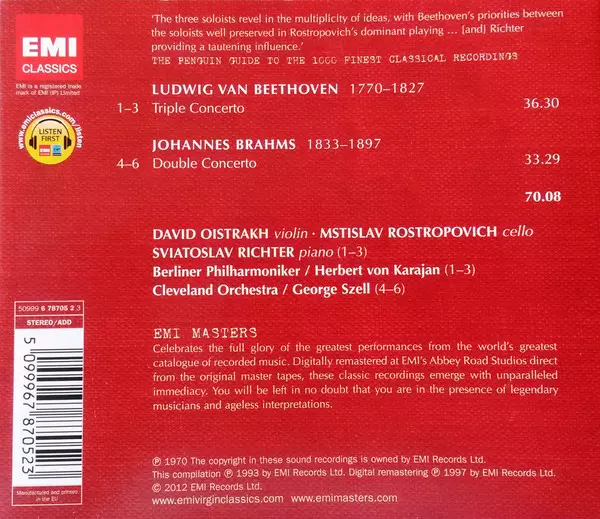 EMI
CLASSICS
EMI is a registered trade
mark of EMI (IP) Limited
www.emiclassics.com/listen
LISTEN
FIRST
'The three soloists revel in the multiplicity of ideas, with Beethoven's priorities between
the soloists well preserved in Rostropovich's dominant playing ... [and] Richter
providing a tautening influence.'
THE PENGUIN GUIDE TO THE 1000 FINEST CLASSICAL RECORDINGS
LUDWIG VAN BEETHOVEN 1770–1827
1–3 Triple Concerto 36.30
JOHANNES BRAHMS 1833–1897
4–6 Double Concerto 33.29
70.08
DAVID OISTRAKH violin · MSTISLAV ROSTROPOVICH cello
SVIATOSLAV RICHTER piano (1–3)
Berliner Philharmoniker / Herbert von Karajan (1–3)
Cleveland Orchestra / George Szell (4–6)
50999 6 78705 2 3
STEREO/ADD
5 099967 870523
Manufactured and printed
in the EU
EMI MASTERS
Celebrates the full glory of the greatest performances from the world's greatest
catalogue of recorded music. Digitally remastered at EMI's Abbey Road Studios direct
from the original master tapes, these classic recordings emerge with unparalleled
immediacy. You will be left in no doubt that you are in the presence of legendary
musicians and ageless interpretations.
℗ 1970 The copyright in these sound recordings is owned by EMI Records Ltd.
This compilation ℗ 1993 by EMI Records Ltd. Digital remastering ℗ 1997 by EMI Records Ltd.
© 2012 EMI Records Ltd.
www.emivirginclassics.com www.emimasters.com